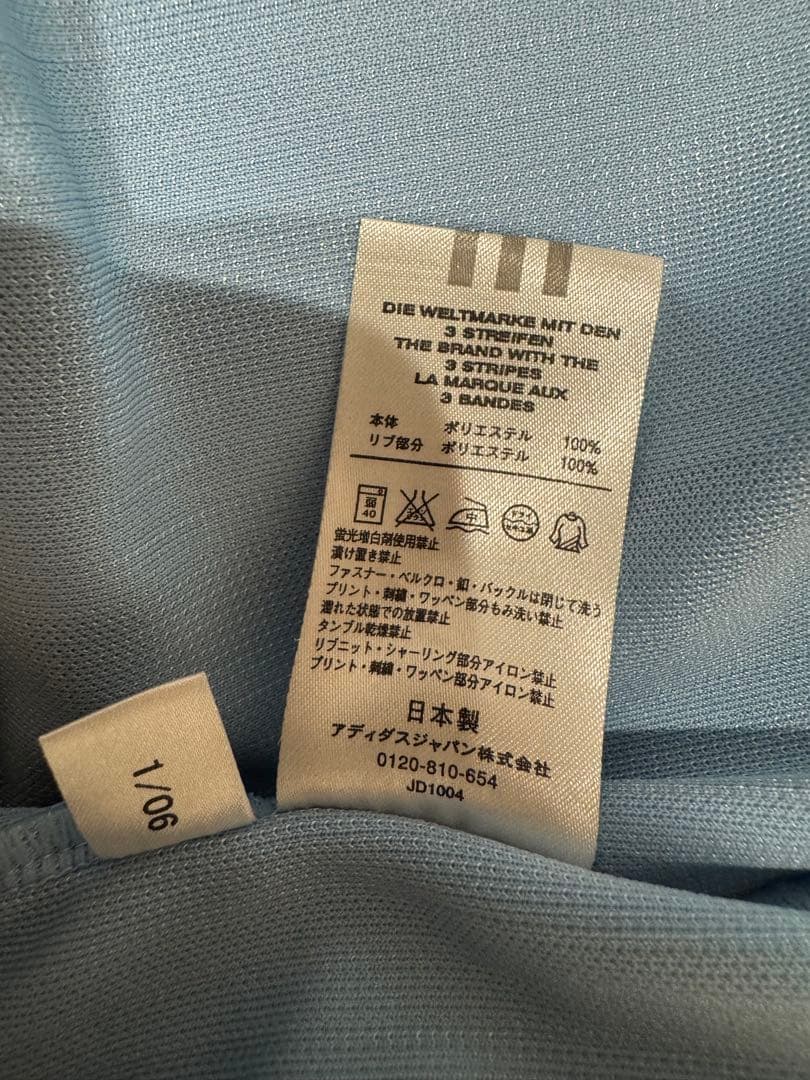 DIE WELTMARKE MIT DEN
3 STREIFEN
THE BRAND WITH THE
3 STRIPES
LA MARQUE AUX
3 BANDES
本体 ポリエステル 100%
リブ部分 ポリエステル 100%
弱
40
中
ドライ
蛍光増白剤使用禁止
漬け置き禁止
ファスナー・ベルクロ・釦・バックルは閉じて洗う
プリント・刺繍・ワッペン部分もみ洗い禁止
濡れた状態での放置禁止
タンブル乾燥禁止
リブニット・シャーリング部分アイロン禁止
プリント・刺繍・ワッペン部分アイロン禁止
日本製
アディダスジャパン株式会社
0120-810-654
JD1004
1/06